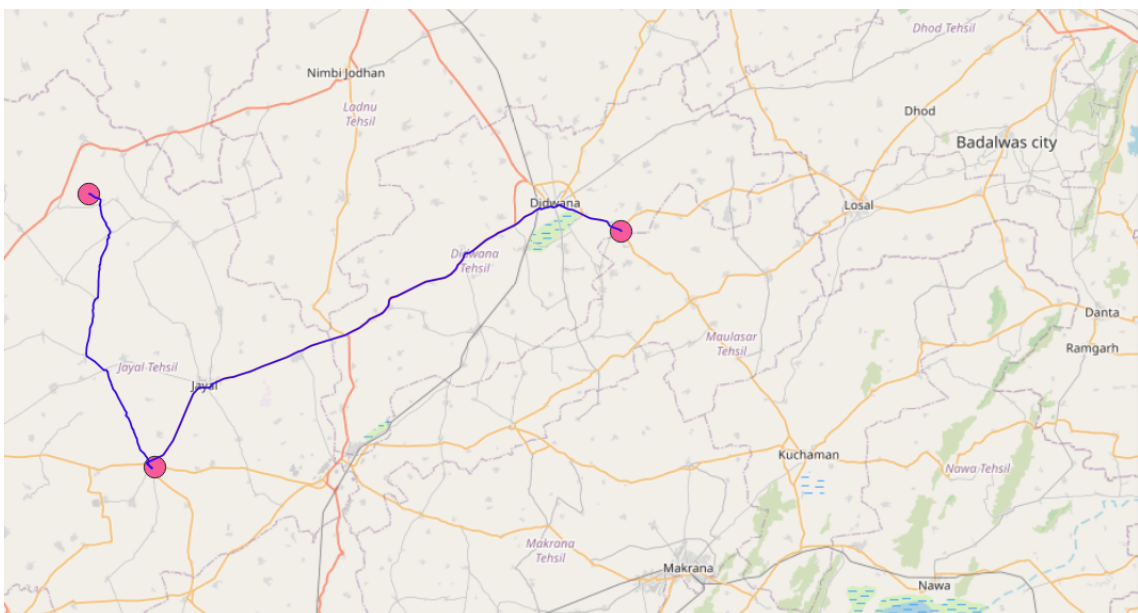 Dhod Tehsil
Nimbi Jodhan
Ladnu
Tehsil
Dhod
Badalwas city
Didwana
Losal
Didwana
Tehsil
Danta
Maulasar
Tehsil
Ramgarh
Jayal Tehsil
Jayal
Kuchaman
Nawa Tehsil
Makrana
Tehsil
Makrana
Nawa